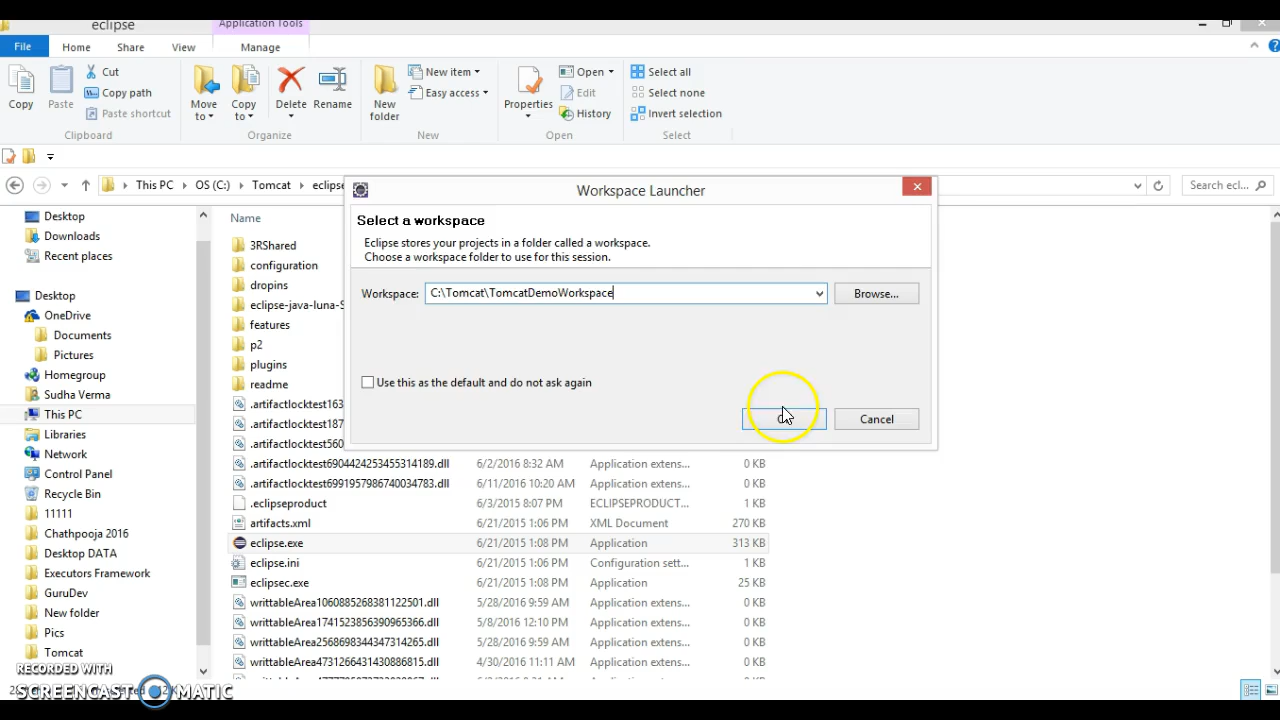 eclipse
Application Tools
File
Home
Share
View
Manage
Copy
Paste
Cut
Copy path
Paste shortcut
Clipboard
Move to
Copy to
Delete
Rename
Organize
New folder
New item
Easy access
New
Properties
Open
Edit
History
Open
Select all
Select none
Invert selection
Select
This PC
OS (C:)
Tomcat
Search ecl...
Desktop
Downloads
Recent places
Desktop
OneDrive
Documents
Pictures
Homegroup
Sudha Verma
This PC
Libraries
Network
Control Panel
Recycle Bin
11111
Chathpooja 2016
Desktop DATA
Executors Framework
GuruDev
New folder
Pics
Tomcat
Name
3RShared
configuration
dropins
features
p2
plugins
readme
.artifactlocktest6904424253455314189.dll 6/2/2016 8:32 AM Application extens... 0 KB
.artifactlocktest6991957986740034783.dll 6/11/2016 10:20 AM Application extens... 0 KB
.eclipseproduct 6/3/2015 8:07 PM ECLIPSEPRODUCT... 1 KB
artifacts.xml 6/21/2015 1:06 PM XML Document 270 KB
eclipse.exe 6/21/2015 1:08 PM Application 313 KB
eclipse.ini 6/21/2015 1:06 PM Configuration sett... 1 KB
eclipsec.exe 6/21/2015 1:08 PM Application 25 KB
writtableArea1060885268381122501.dll 5/28/2016 9:59 AM Application extens... 0 KB
writtableArea1741523856390965366.dll 5/8/2016 12:10 PM Application extens... 0 KB
writtableArea2568698344347314265.dll 5/28/2016 9:59 AM Application extens... 0 KB
writtableArea4731266431430886815.dll 4/30/2016 11:11 AM Application extens... 0 KB
Workspace Launcher
Select a workspace
Eclipse stores your projects in a folder called a workspace.
Choose a workspace folder to use for this session.
Workspace: C:\Tomcat\TomcatDemoWorkspace
Browse...
Use this as the default and do not ask again
Cancel
RECORDED WITH
SCREENCAST-O-MATIC